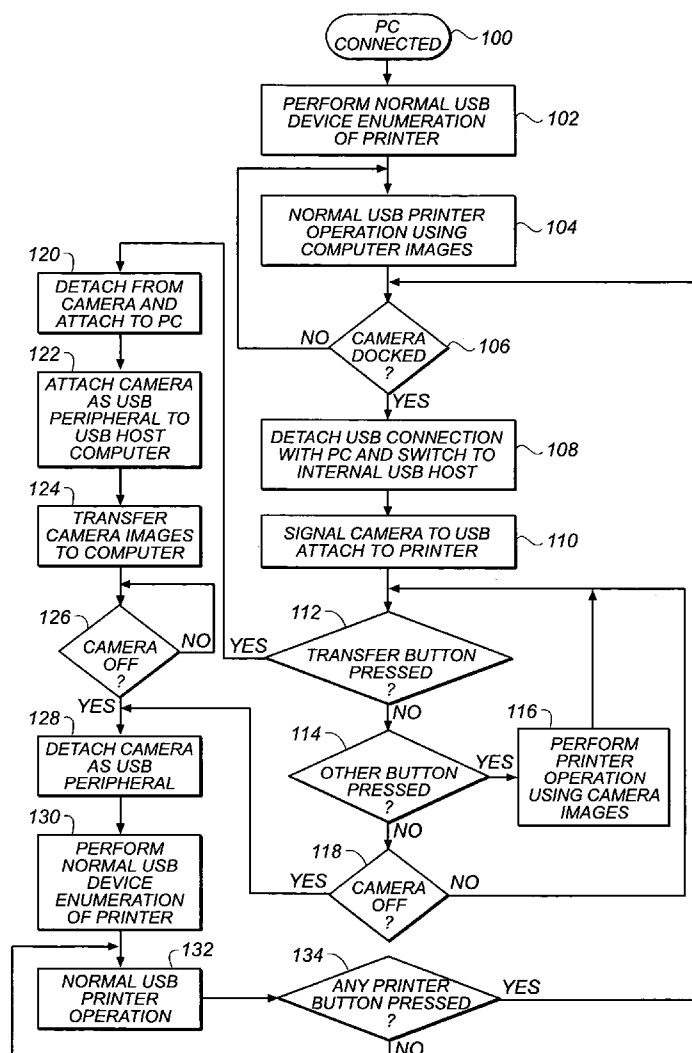 PC
CONNECTED
100
PERFORM NORMAL USB
DEVICE ENUMERATION
OF PRINTER
102
NORMAL USB PRINTER
OPERATION USING
COMPUTER IMAGES
104
NO
CAMERA
DOCKED
?
106
YES
DETACH USB CONNECTION
WITH PC AND SWITCH TO
INTERNAL USB HOST
108
SIGNAL CAMERA TO USB
ATTACH TO PRINTER
110
112
YES
TRANSFER BUTTON
PRESSED
?
NO
114
OTHER BUTTON
PRESSED
?
YES
116
PERFORM
PRINTER
OPERATION
USING CAMERA
IMAGES
NO
118
YES
CAMERA
OFF
?
NO
120
DETACH FROM
CAMERA AND
ATTACH TO PC
122
ATTACH CAMERA
AS USB
PERIPHERAL TO
USB HOST
COMPUTER
124
TRANSFER
CAMERA IMAGES
TO COMPUTER
126
CAMERA
OFF
?
NO
YES
128
DETACH CAMERA
AS USB
PERIPHERAL
130
PERFORM
NORMAL USB
DEVICE
ENUMERATION
OF PRINTER
132
NORMAL USB
PRINTER
OPERATION
134
ANY PRINTER
BUTTON PRESSED
?
YES
NO